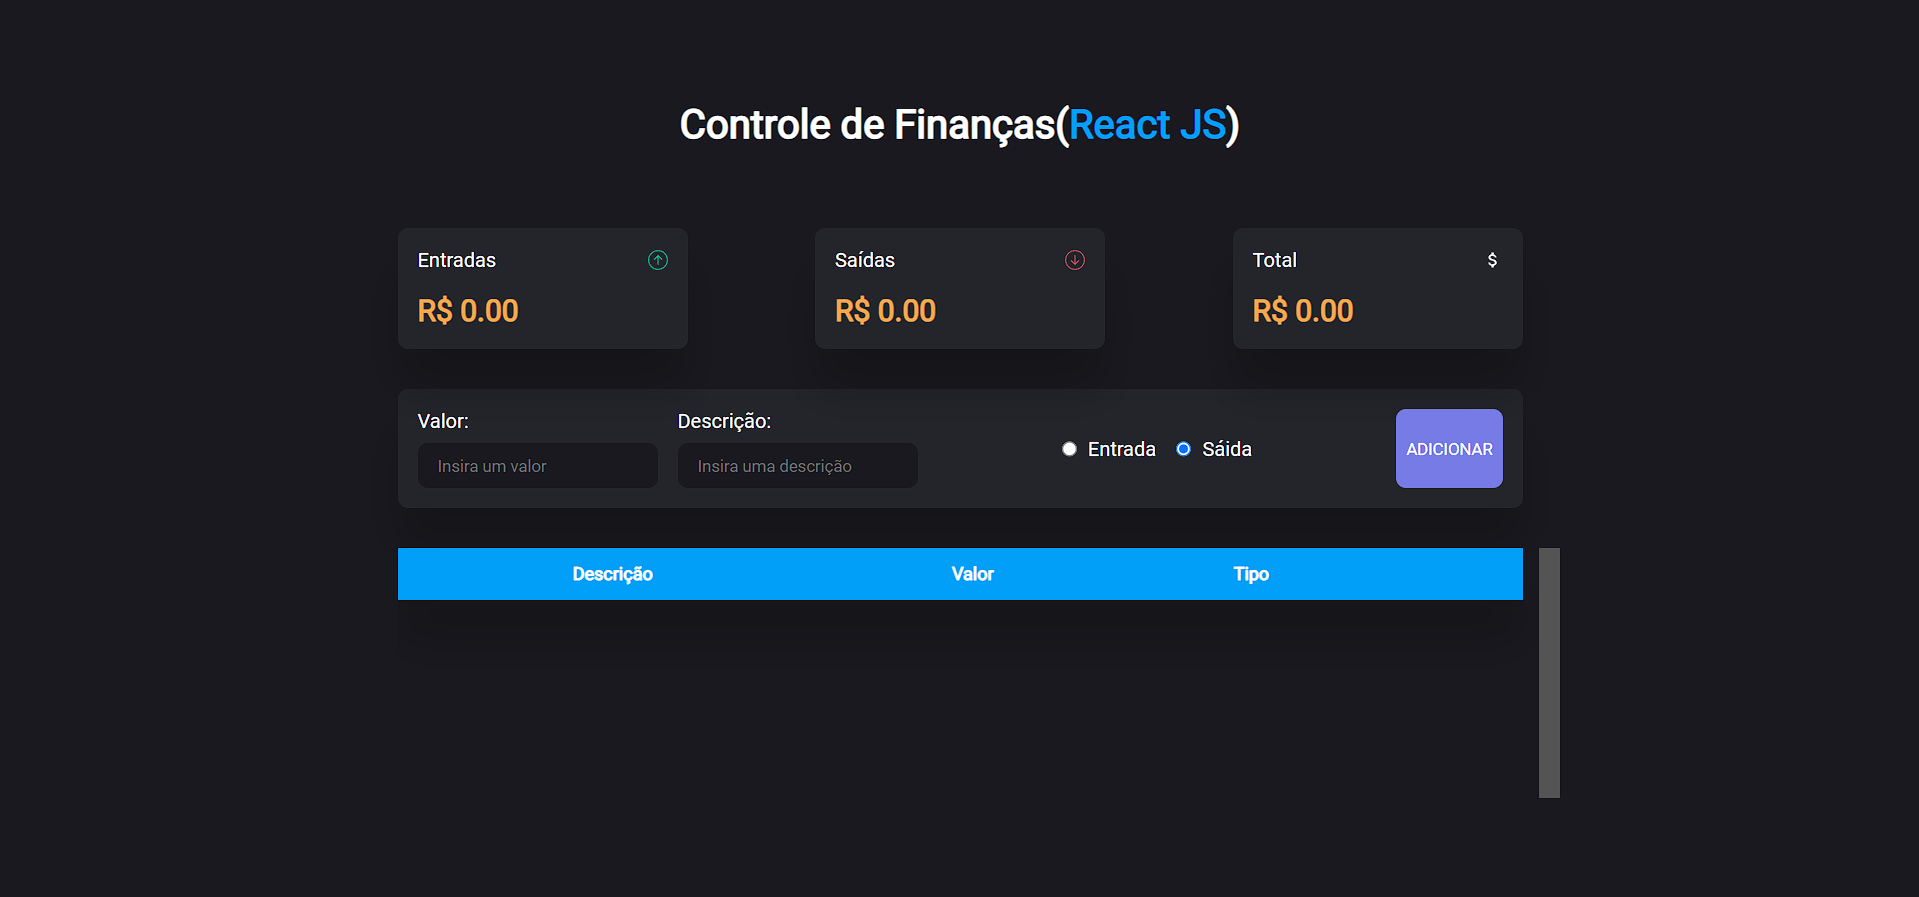 Controle de Finanças(React JS)
Entradas
R$ 0.00
Saídas
R$ 0.00
Total $
R$ 0.00
Valor:
Insira um valor
Descrição:
Insira uma descrição
Entrada Sáida
ADICIONAR
Descrição Valor Tipo